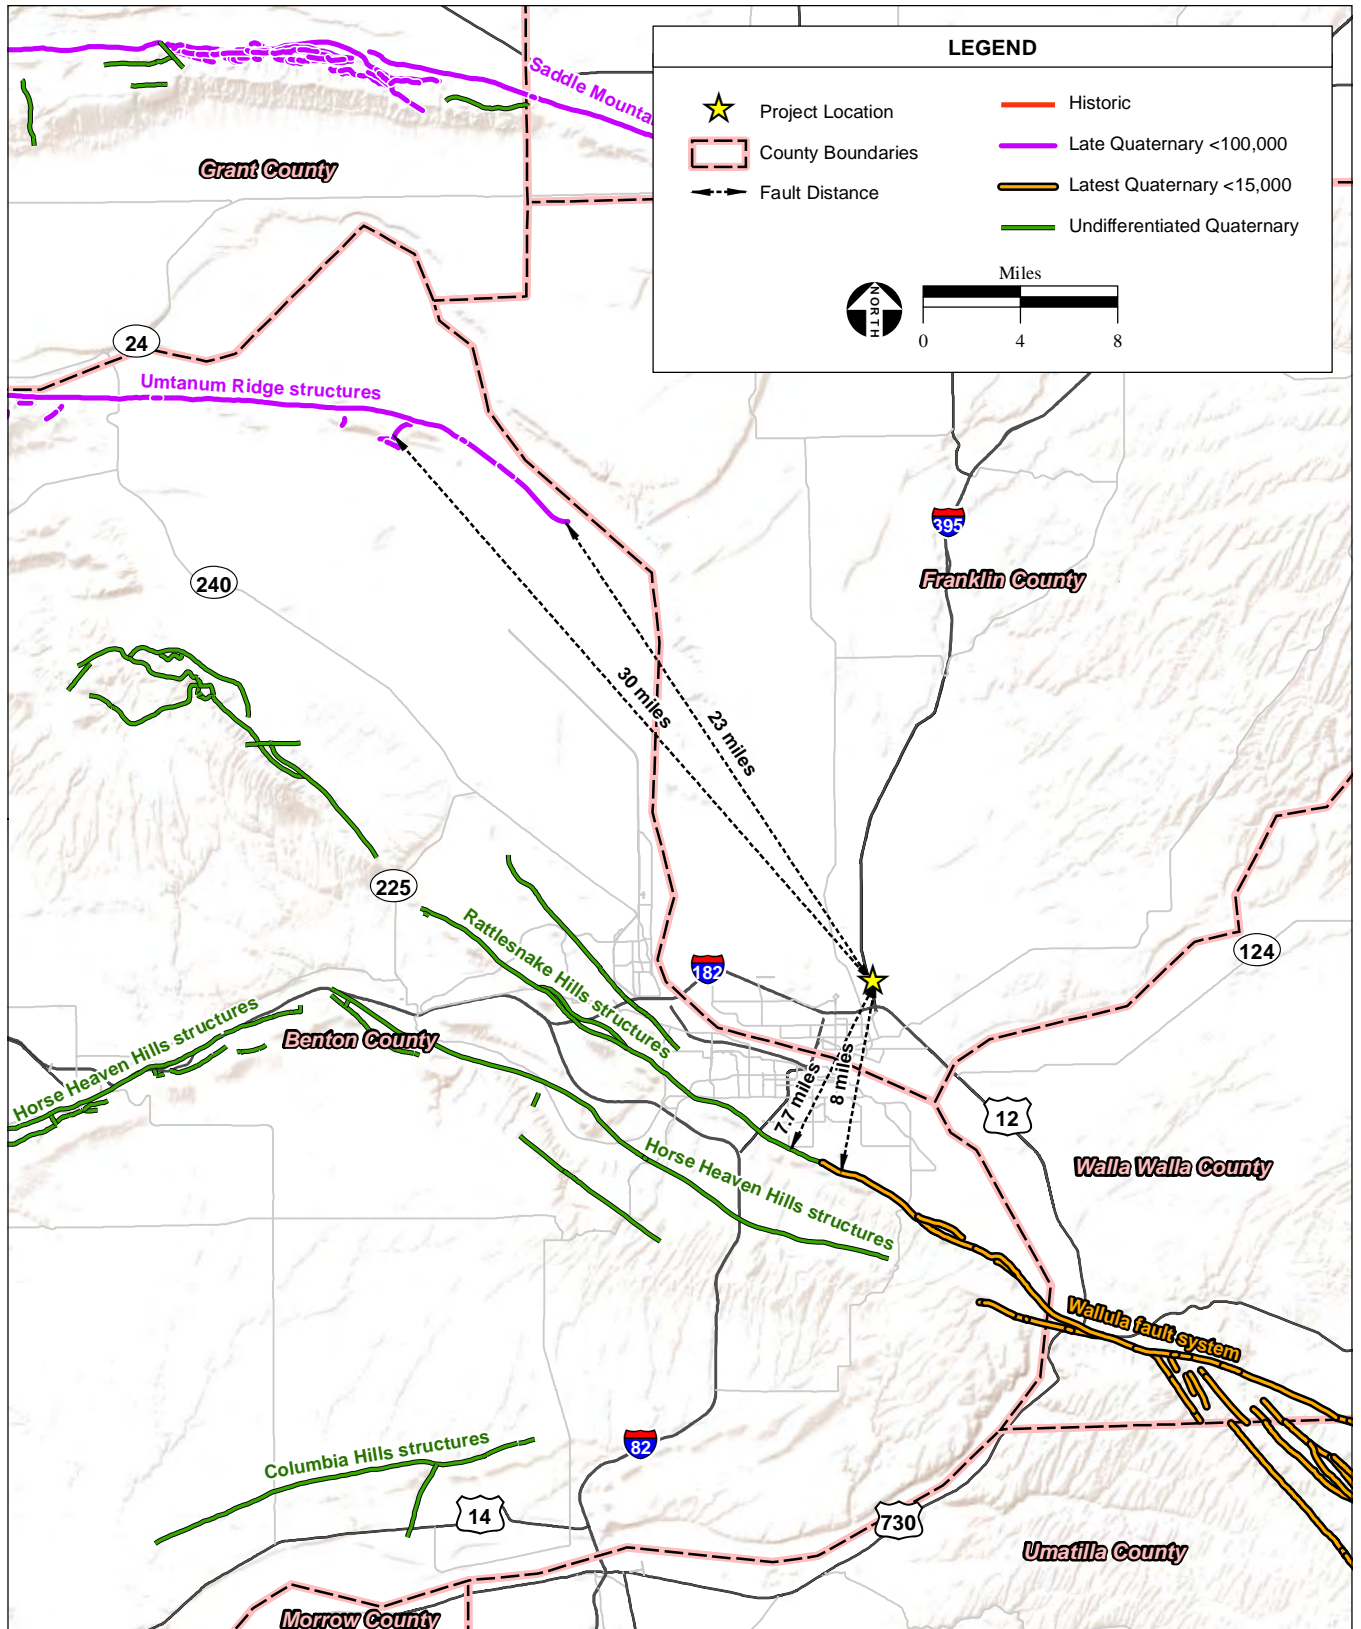 LEGEND
Project Location
County Boundaries
Fault Distance
Historic
Late Quaternary <100,000
Latest Quaternary <15,000
Undifferentiated Quaternary
NORTH
Miles
0 4 8
Saddle Mounta
Grant County
24
Umtanum Ridge structures
395
Franklin County
240
30 miles
23 miles
225
Rattlesnake Hills structures
182
124
Horse Heaven Hills structures
Benton County
7.7 miles
8 miles
12
Horse Heaven Hills structures
Walla Walla County
Wallula fault system
Columbia Hills structures
82
14
730
Umatilla County
Morrow County